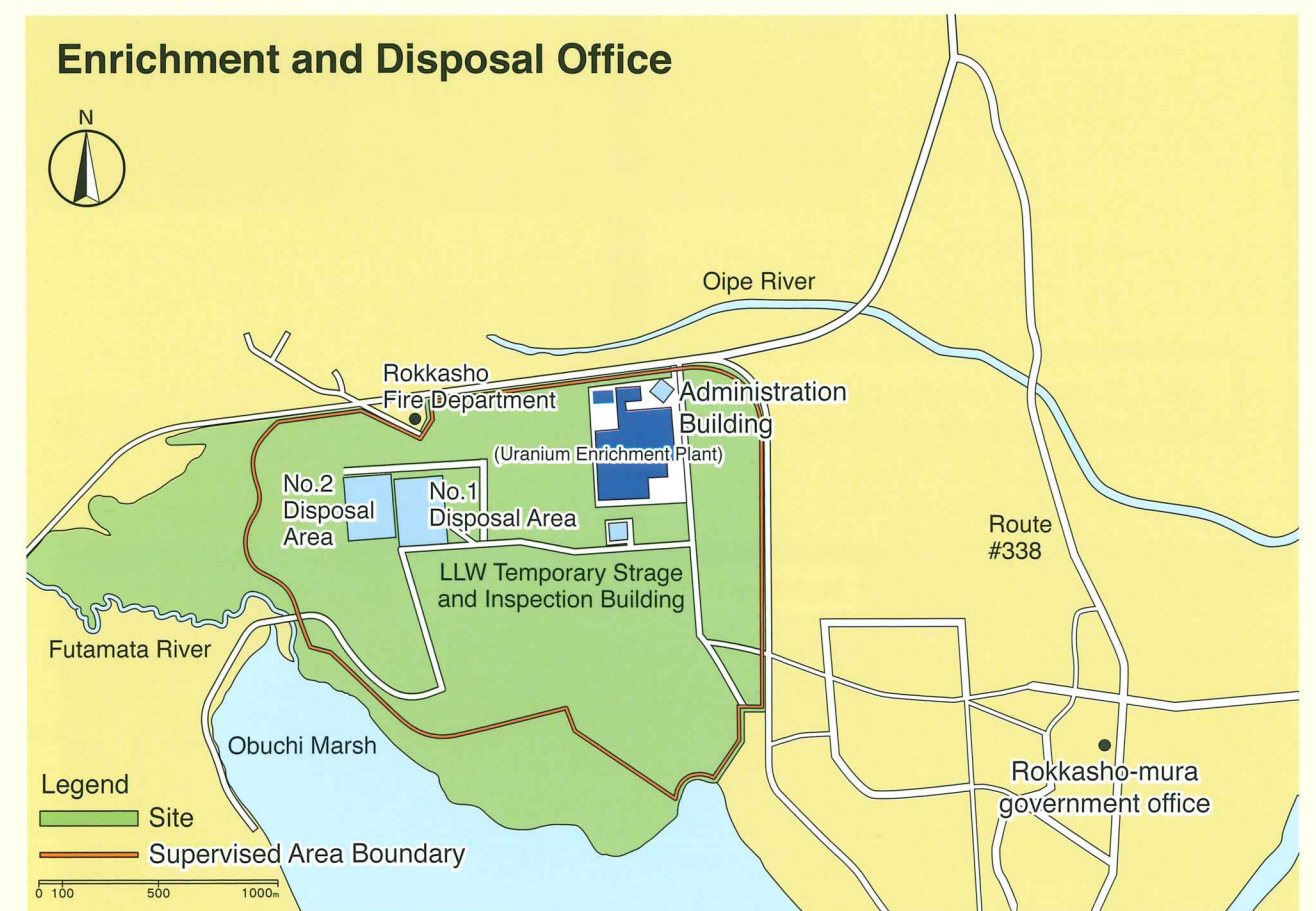 Enrichment and Disposal Office
N
Oipe River
Rokkasho
Fire Department
Administration
Building
(Uranium Enrichment Plant)
No.2
Disposal
Area
No.1
Disposal Area
Route
#338
LLW Temporary Strage
and Inspection Building
Futamata River
Obuchi Marsh
Rokkasho-mura
government office
Legend
Site
Supervised Area Boundary
0 100 500 1000m